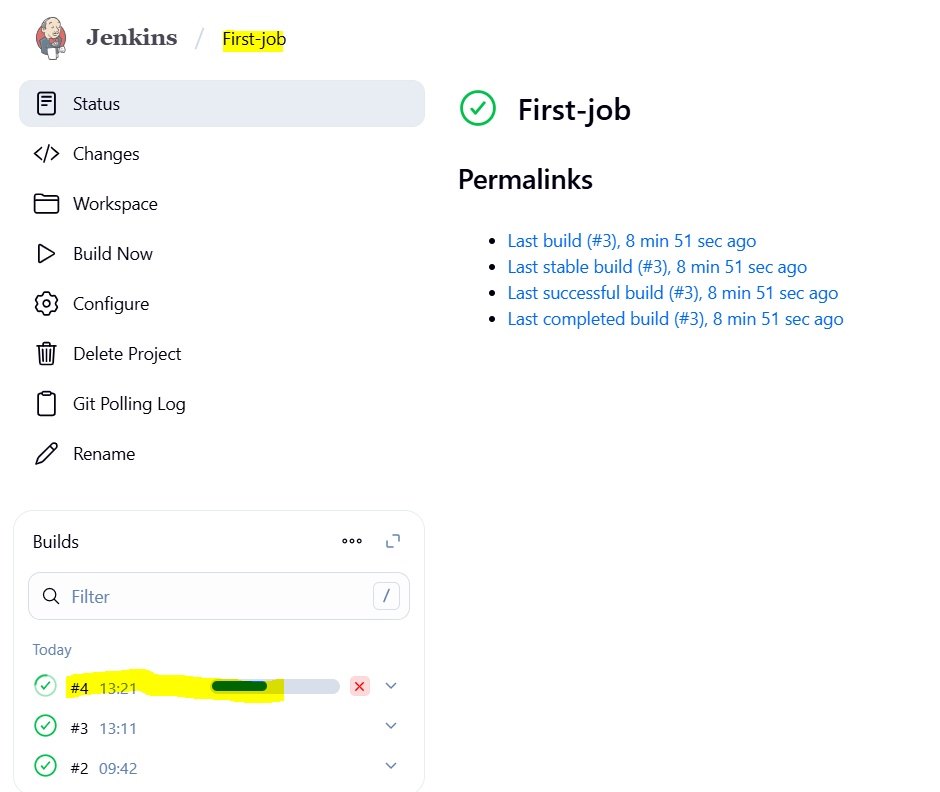 Jenkins / First-job
Status
Changes
Workspace
Build Now
Configure
Delete Project
Git Polling Log
Rename
First-job
Permalinks
Last build (#3), 8 min 51 sec ago
Last stable build (#3), 8 min 51 sec ago
Last successful build (#3), 8 min 51 sec ago
Last completed build (#3), 8 min 51 sec ago
Builds
Filter /
Today
#4 13:21
#3 13:11
#2 09:42